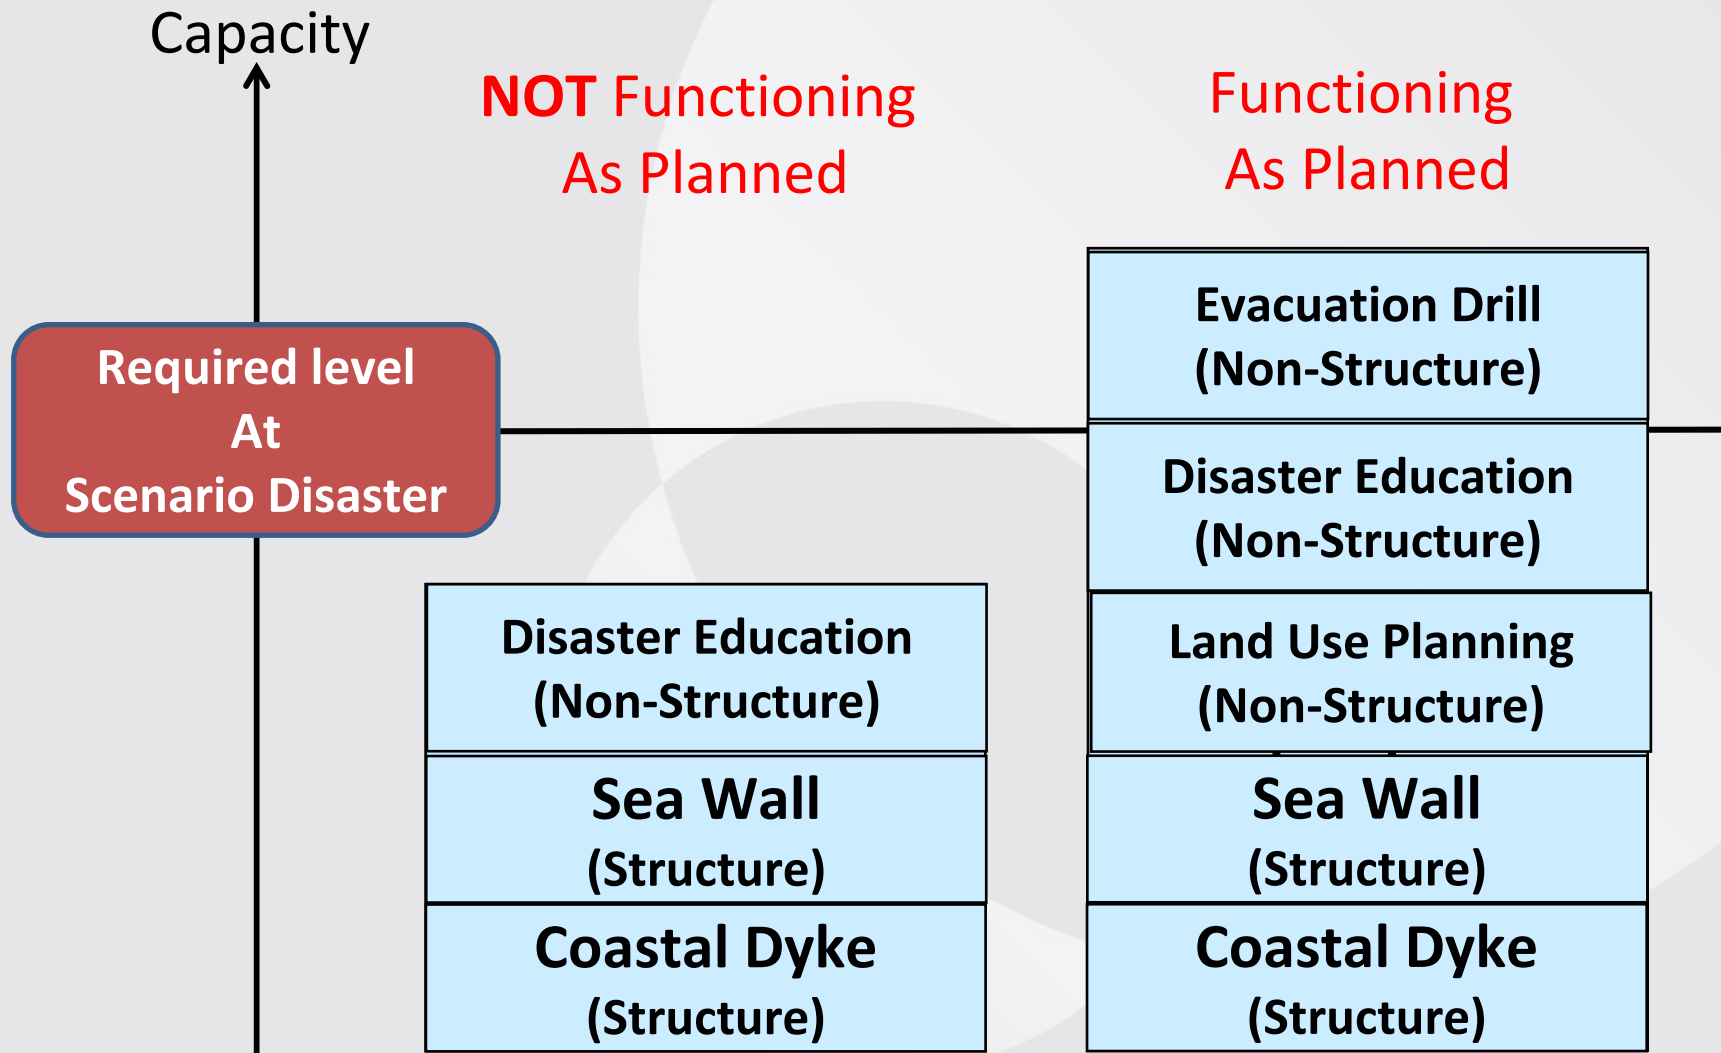 Capacity
NOT Functioning
As Planned
Functioning
As Planned
Required level
At
Scenario Disaster
Disaster Education
(Non-Structure)
Sea Wall
(Structure)
Coastal Dyke
(Structure)
Evacuation Drill
(Non-Structure)
Disaster Education
(Non-Structure)
Land Use Planning
(Non-Structure)
Sea Wall
(Structure)
Coastal Dyke
(Structure)